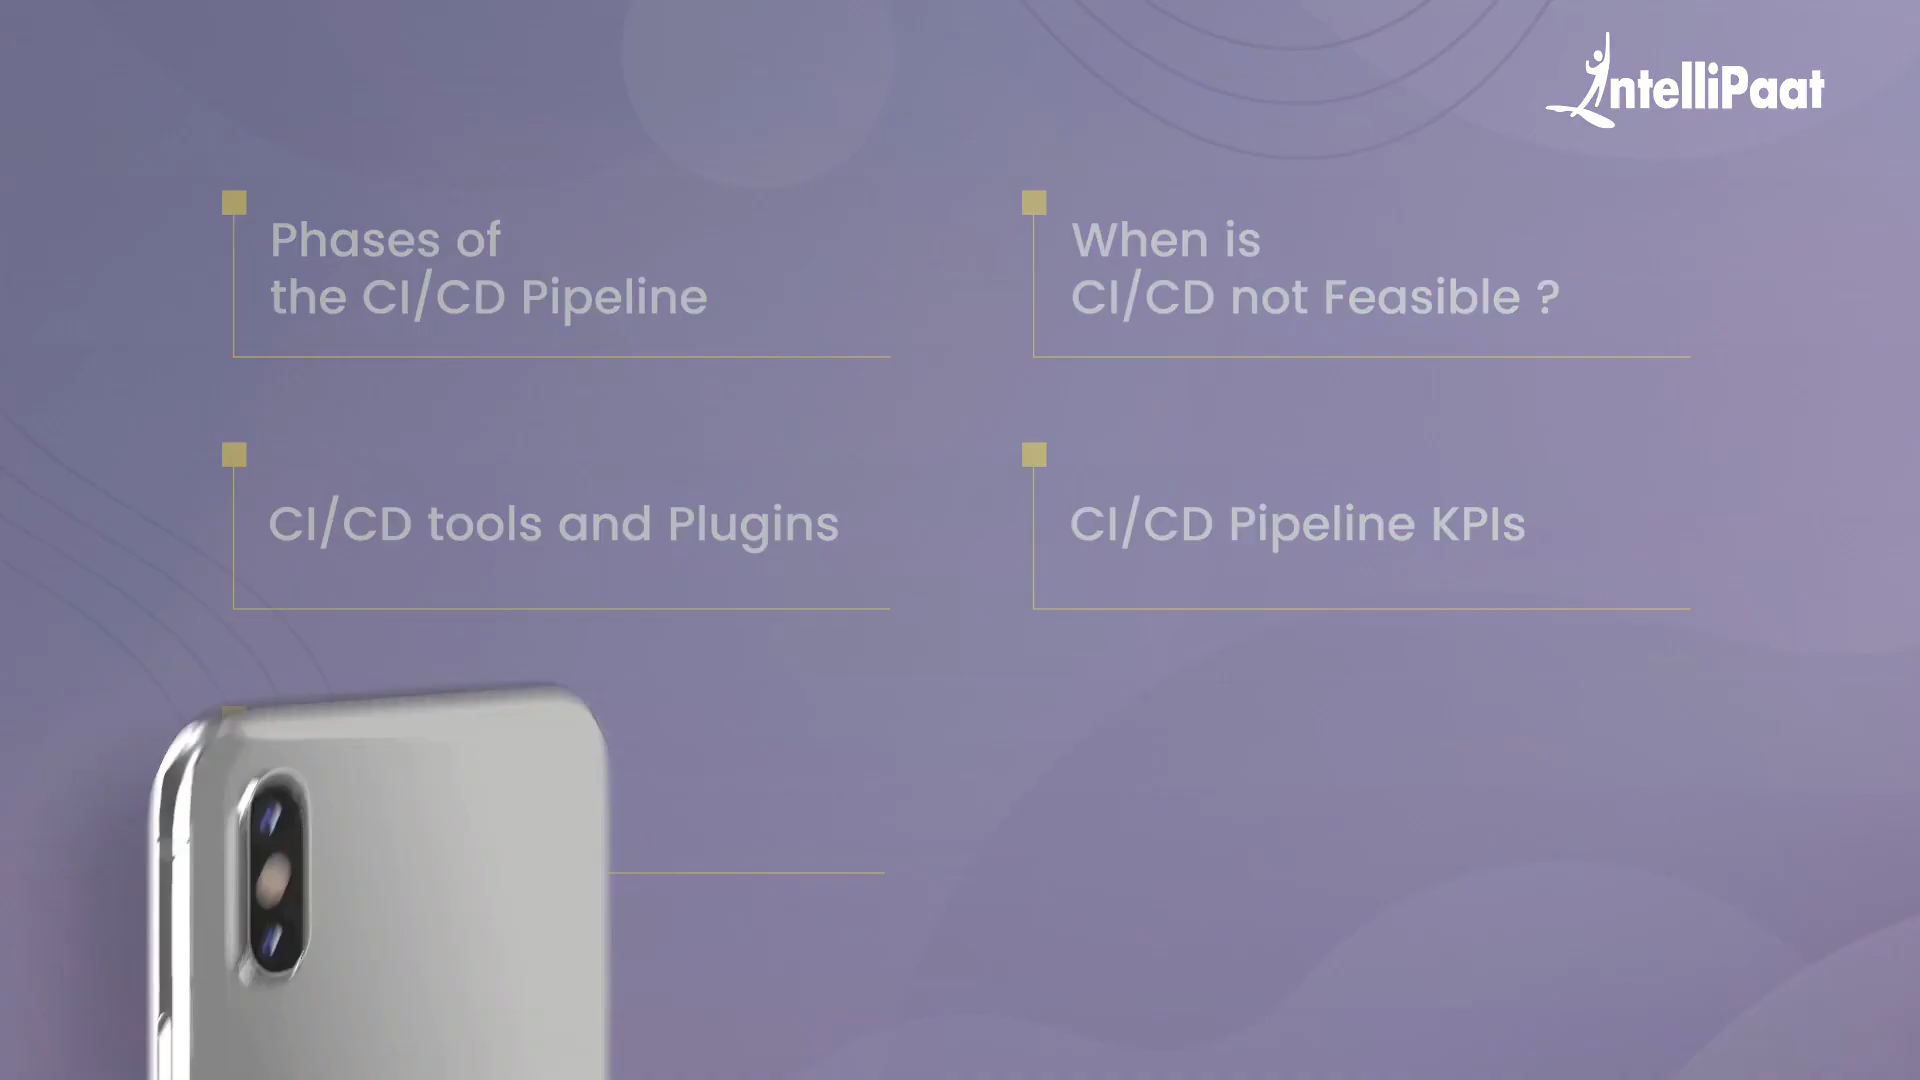 IntelliPaat
Phases of
the CI/CD Pipeline
When is
CI/CD not Feasible ?
CI/CD tools and Plugins
CI/CD Pipeline KPIs